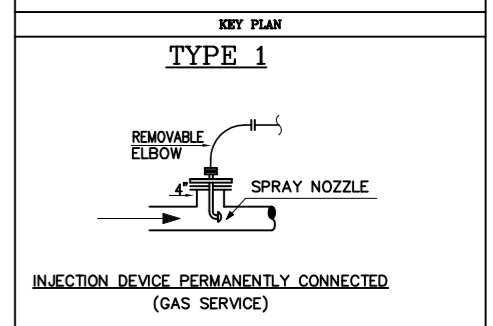 KEY PLAN
TYPE 1
REMOVABLE
ELBOW
4"
SPRAY NOZZLE
INJECTION DEVICE PERMANENTLY CONNECTED
(GAS SERVICE)